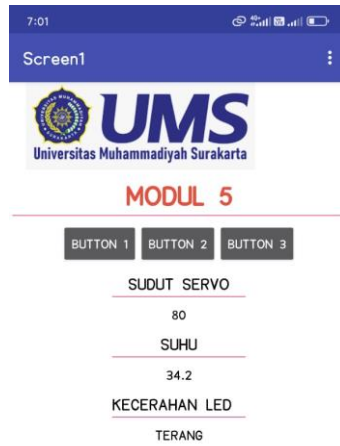 7:01
Screen1
UMS
Universitas Muhammadiyah Surakarta
MODUL 5
BUTTON 1 BUTTON 2 BUTTON 3
SUDUT SERVO
80
SUHU
34.2
KECERAHAN LED
TERANG